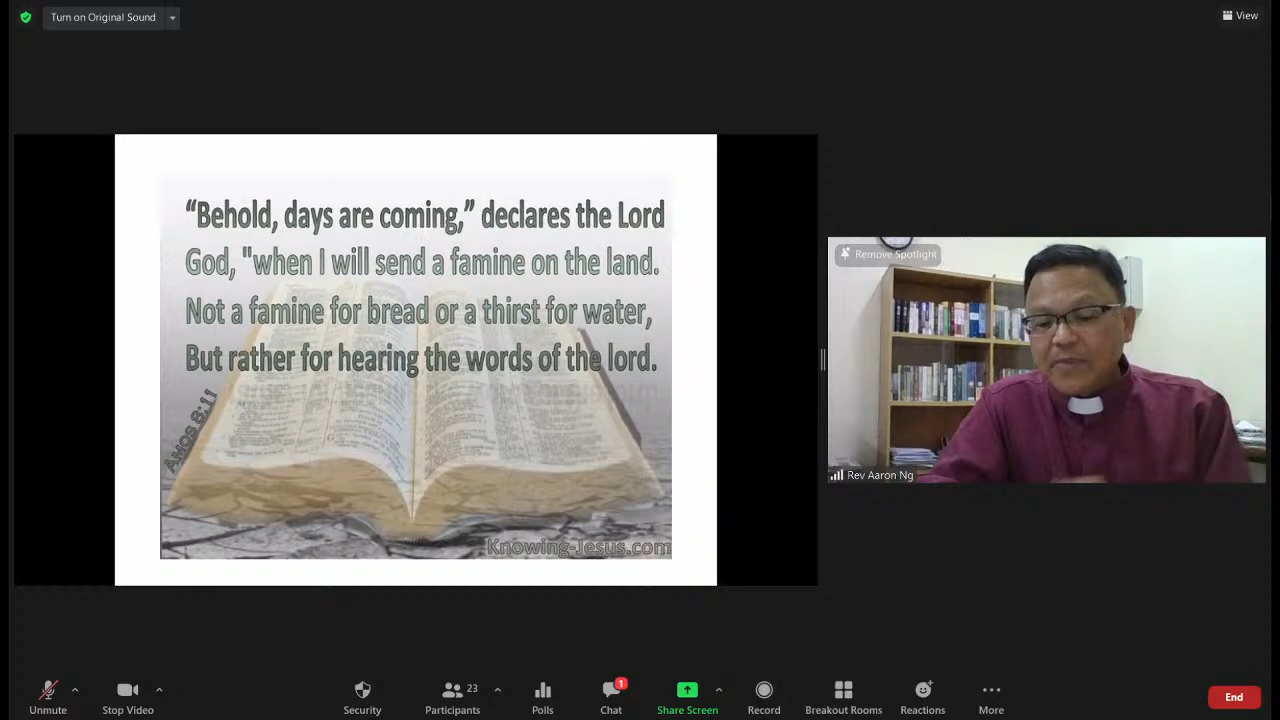 Turn on Original Sound
View
“Behold, days are coming,” declares the Lord
God, "when I will send a famine on the land.
Not a famine for bread or a thirst for water,
But rather for hearing the words of the lord.
AMOS 8:11
Knowing-Jesus.com
Remove Spotlight
Rev Aaron Ng
Unmute
Stop Video
Security
23
Participants
Polls
1
Chat
Share Screen
Record
Breakout Rooms
Reactions
More
End